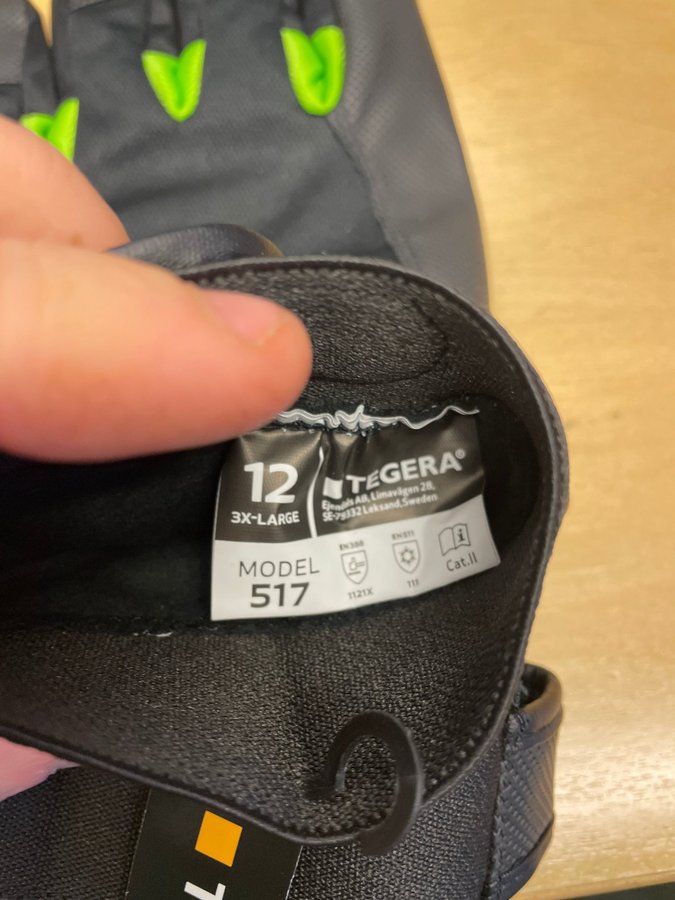 12
3X-LARGE
TEGERA®
Ejendals AB, Limavägen 28,
SE-79332 Leksand, Sweden
MODEL
517
EN388
1121X
EN511
111
i
Cat.II
T